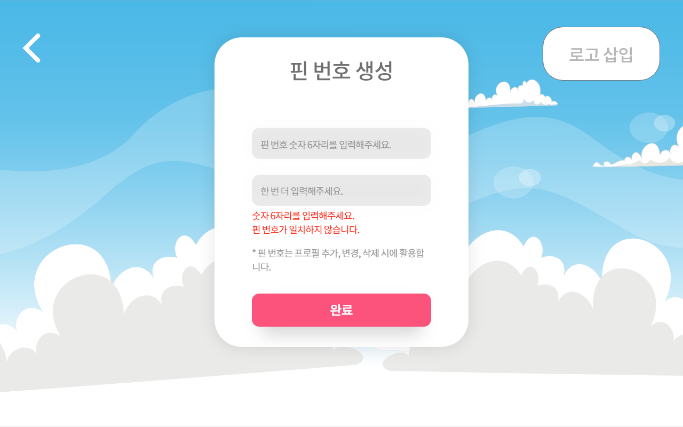 핀 번호 생성
로고 삽입
핀 번호 숫자 6자리를 입력해주세요.
한 번 더 입력해주세요.
숫자 6자리를 입력해주세요.
핀 번호가 일치하지 않습니다.
* 핀 번호는 프로필 추가, 변경, 삭제 시에 활용합
니다.
완료